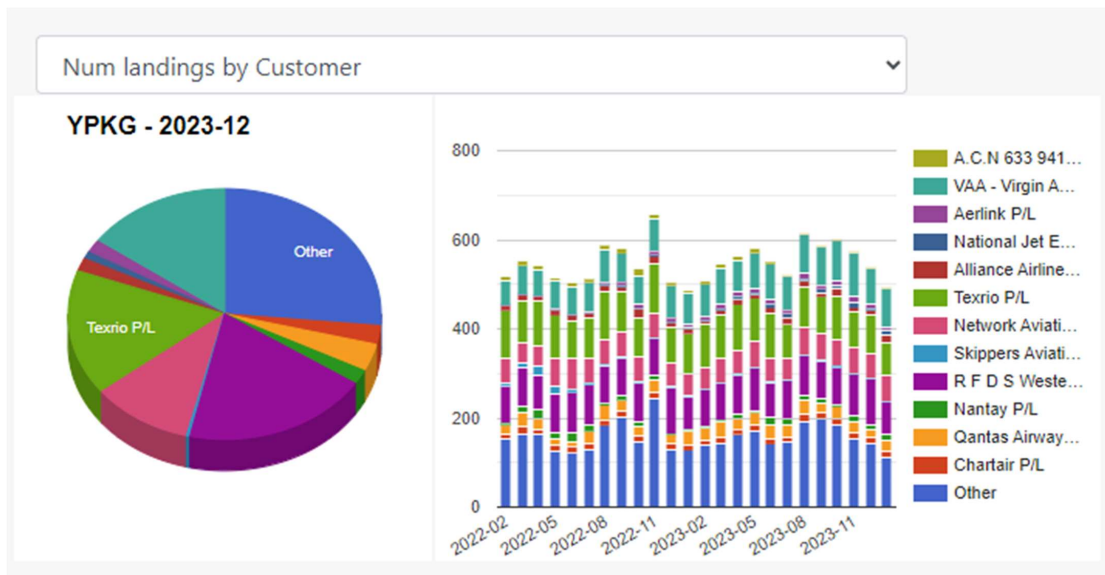 Num landings by Customer
YPKG - 2023-12
Other
Texrio P/L
800
600
400
200
0
2022-02
2022-05
2022-08
2022-11
2023-02
2023-05
2023-08
2023-11
A.C.N 633 941...
VAA - Virgin A...
Aerlink P/L
National Jet E...
Alliance Airline...
Texrio P/L
Network Aviati...
Skippers Aviati...
R F D S Weste...
Nantay P/L
Qantas Airway...
Chartair P/L
Other